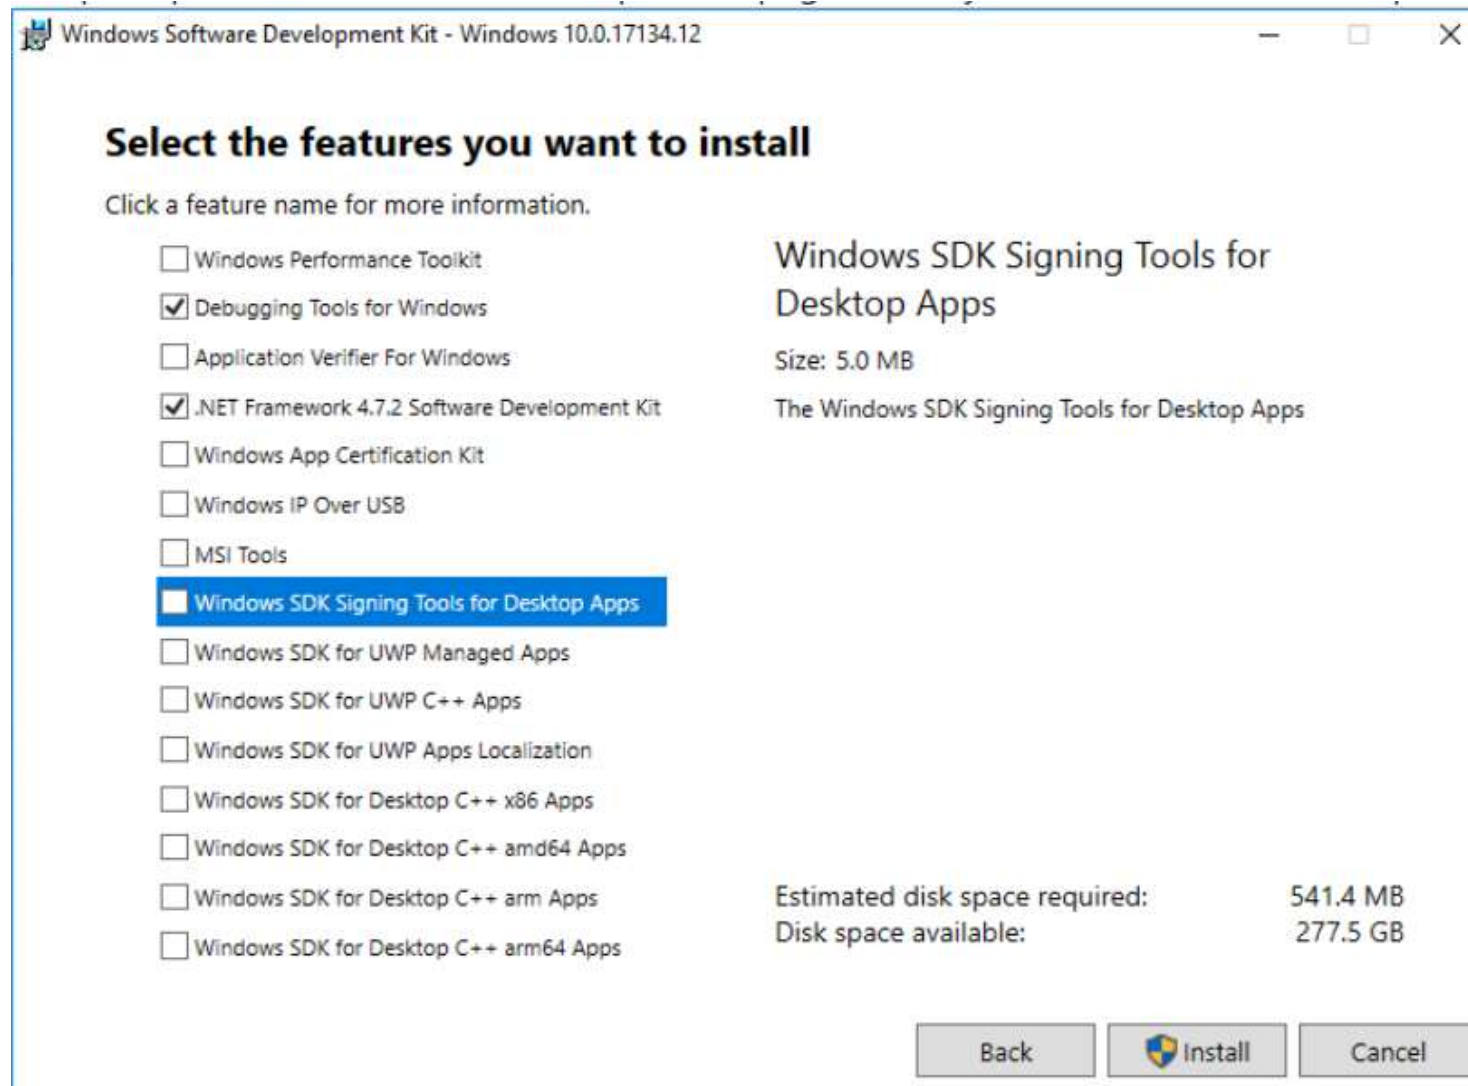 Windows Software Development Kit - Windows 10.0.17134.12
Select the features you want to install
Click a feature name for more information.
Windows Performance Toolkit
Debugging Tools for Windows
Application Verifier For Windows
.NET Framework 4.7.2 Software Development Kit
Windows App Certification Kit
Windows IP Over USB
MSI Tools
Windows SDK Signing Tools for Desktop Apps
Windows SDK for UWP Managed Apps
Windows SDK for UWP C++ Apps
Windows SDK for UWP Apps Localization
Windows SDK for Desktop C++ x86 Apps
Windows SDK for Desktop C++ amd64 Apps
Windows SDK for Desktop C++ arm Apps
Windows SDK for Desktop C++ arm64 Apps
Windows SDK Signing Tools for
Desktop Apps
Size: 5.0 MB
The Windows SDK Signing Tools for Desktop Apps
Estimated disk space required: 541.4 MB
Disk space available: 277.5 GB
Back Install Cancel